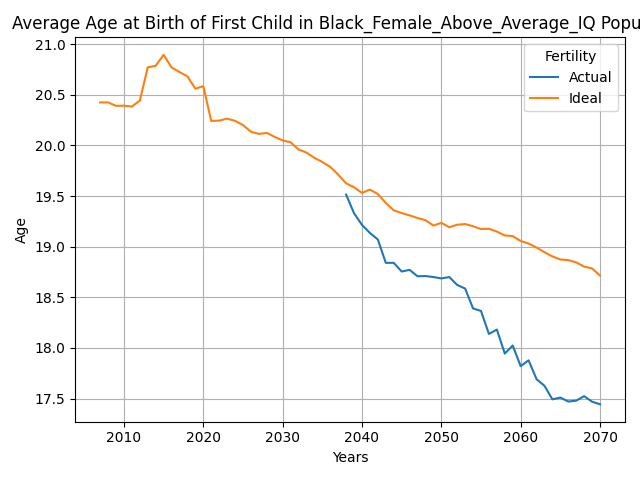 Average Age at Birth of First Child in Black_Female_Above_Average_IQ Popu
Fertility
Actual
Ideal
21.0
20.5
20.0
19.5
19.0
18.5
18.0
17.5
Age
2010 2020 2030 2040 2050 2060 2070
Years